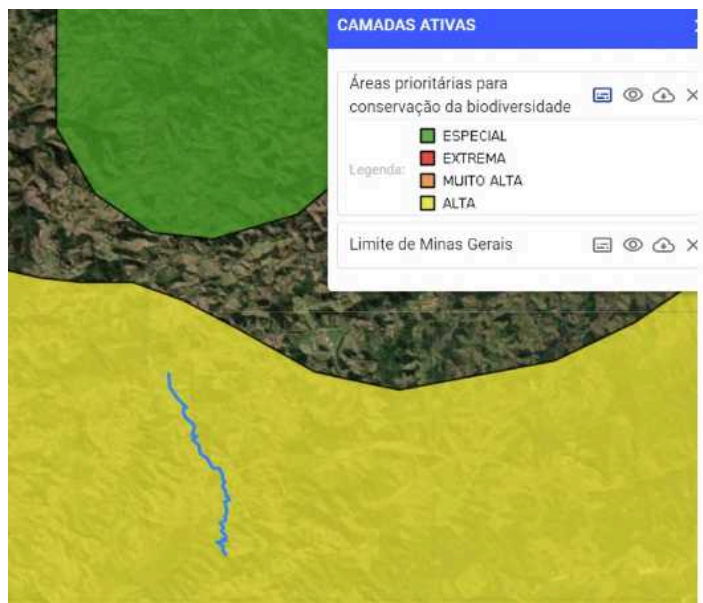 CAMADAS ATIVAS
Áreas prioritárias para
conservação da biodiversidade
Legenda:
ESPECIAL
EXTREMA
MUITO ALTA
ALTA
Limite de Minas Gerais